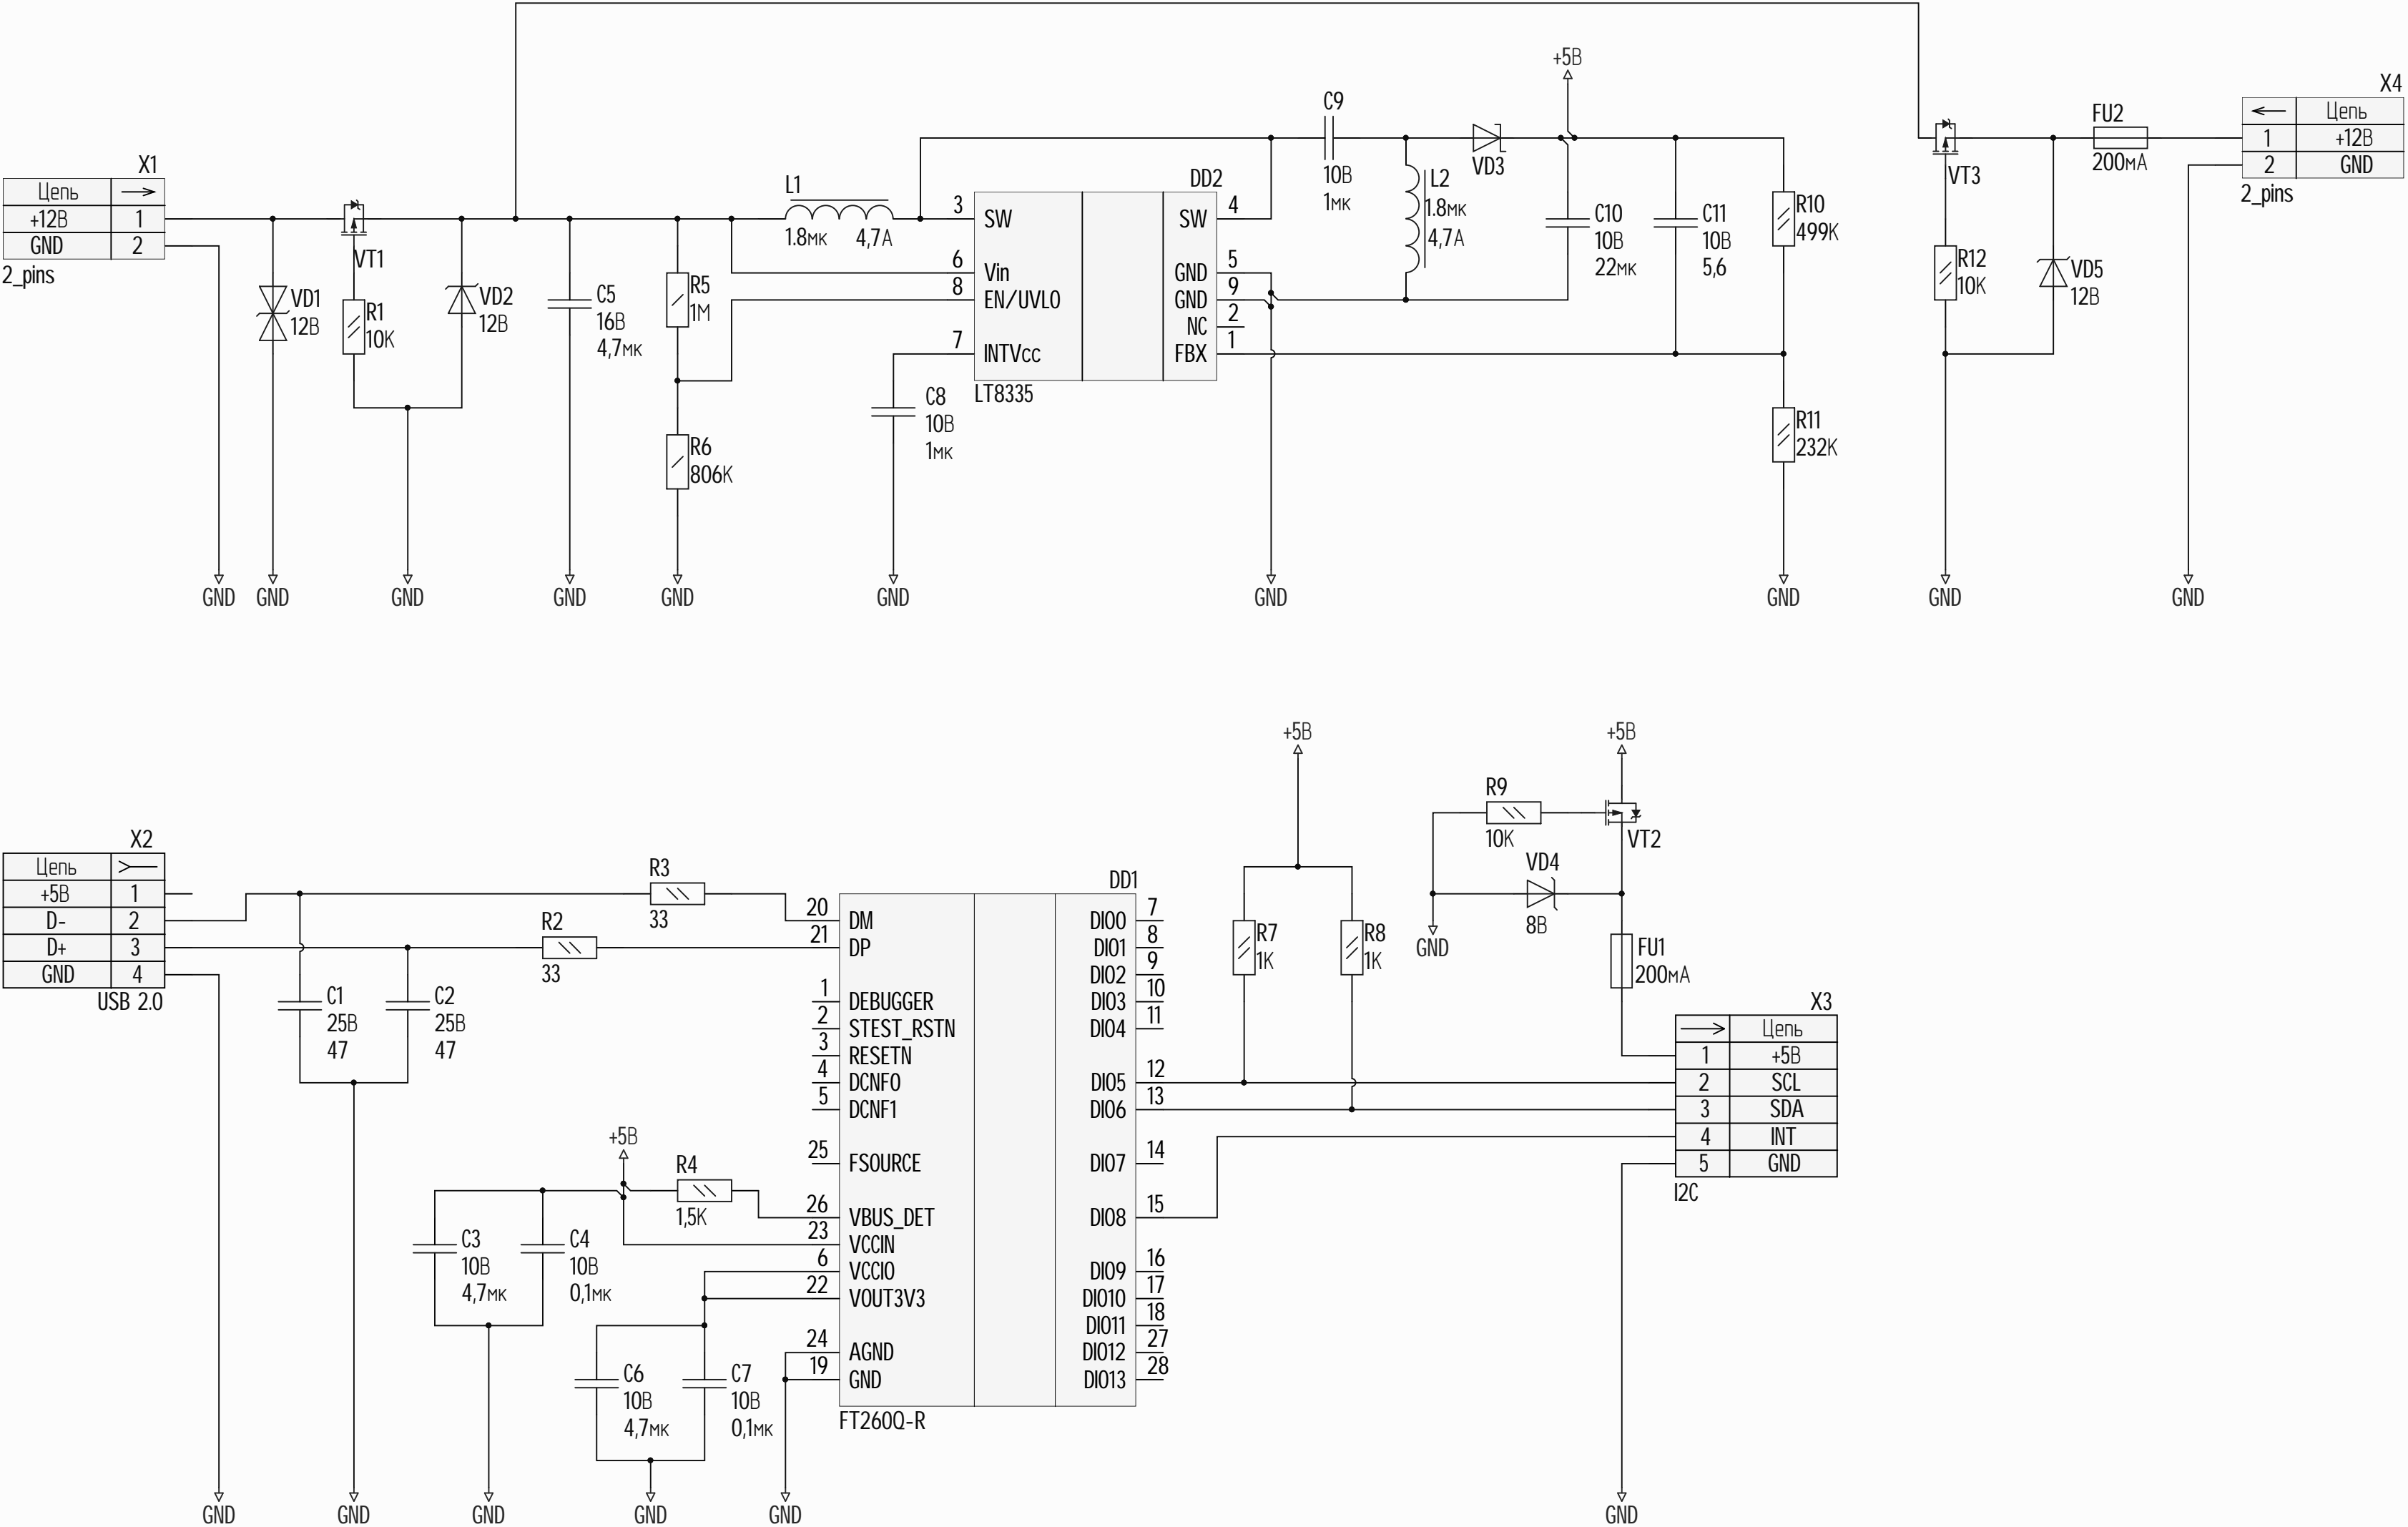 +5В
X4
C9
FU2
Цепь
1
+12В
2
GND
2_pins
200мА
VT3
10В
1мк
VD3
L2
1.8мк
4,7А
C10
10В
22мк
C11
10В
5,6
R10
499К
R12
10К
VD5
12В
R11
232К
X1
Цепь
+12В
1
GND
2
2_pins
VD1
12В
VT1
R1
10К
VD2
12В
C5
16В
4,7мк
R5
1М
R6
806К
L1
1.8мк
4,7А
DD2
3
SW
SW
4
6
Vin
GND
5
8
EN/UVLO
GND
9
NC
2
7
INTVcc
FBX
1
LT8335
C8
10В
1мк
GND
GND
GND
GND
GND
GND
GND
GND
GND
GND
+5В
+5В
R9
10К
VT2
VD4
8В
GND
FU1
200мА
X2
Цепь
+5В
1
D-
2
D+
3
GND
4
USB 2.0
R3
33
R2
33
C1
25В
47
C2
25В
47
DD1
20
DM
DIO0
7
21
DP
DIO1
8
DIO2
9
1
DEBUGGER
DIO3
10
2
STEST_RSTN
DIO4
11
3
RESETN
4
DCNF0
DIO5
12
5
DCNF1
DIO6
13
25
FSOURCE
DIO7
14
26
VBUS_DET
DIO8
15
23
VCCIN
6
VCCIO
DIO9
16
22
VOUT3V3
DIO10
17
DIO11
18
24
AGND
DIO12
27
19
GND
DIO13
28
FT260Q-R
R7
1К
R8
1К
X3
Цепь
1
+5В
2
SCL
3
SDA
4
INT
5
GND
I2C
+5В
R4
1,5К
C3
10В
4,7мк
C4
10В
0,1мк
C6
10В
4,7мк
C7
10В
0,1мк
GND
GND
GND
GND
GND
GND